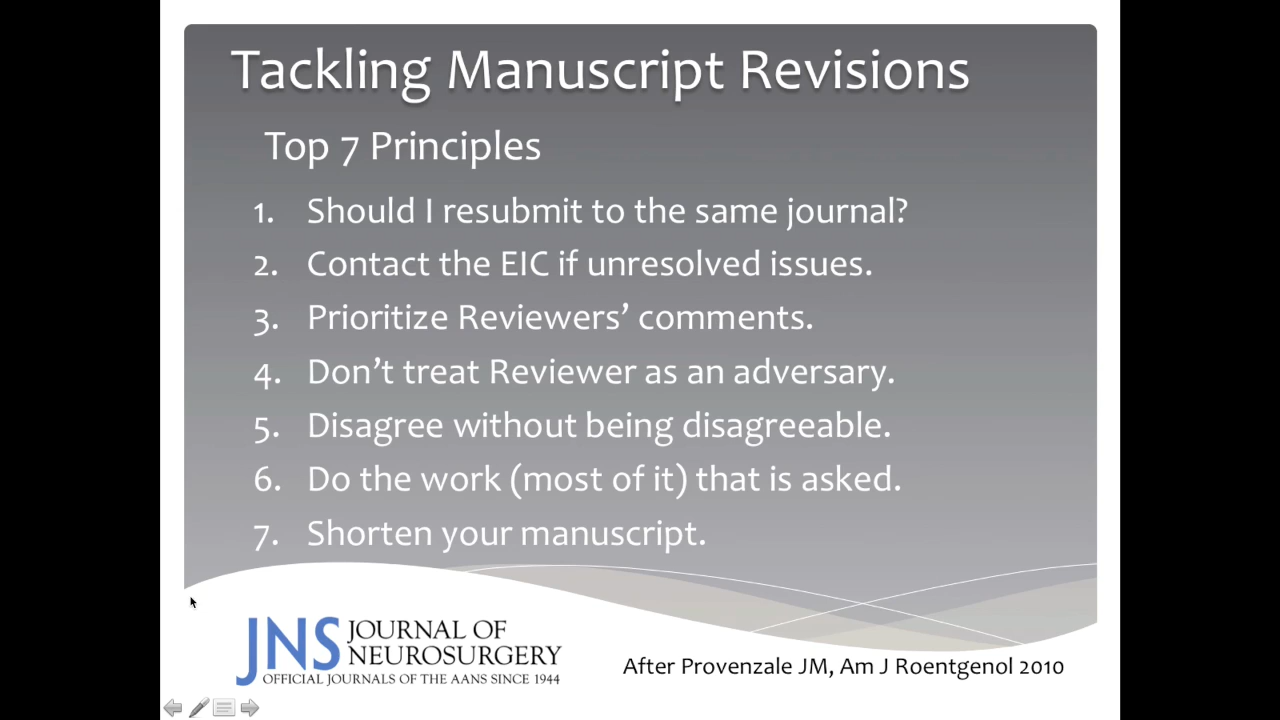 Tackling Manuscript Revisions
Top 7 Principles
1. Should I resubmit to the same journal?
2. Contact the EIC if unresolved issues.
3. Prioritize Reviewers’ comments.
4. Don’t treat Reviewer as an adversary.
5. Disagree without being disagreeable.
6. Do the work (most of it) that is asked.
7. Shorten your manuscript.
JNS JOURNAL OF
NEUROSURGERY
OFFICIAL JOURNALS OF THE AANS SINCE 1944
After Provenzale JM, Am J Roentgenol 2010